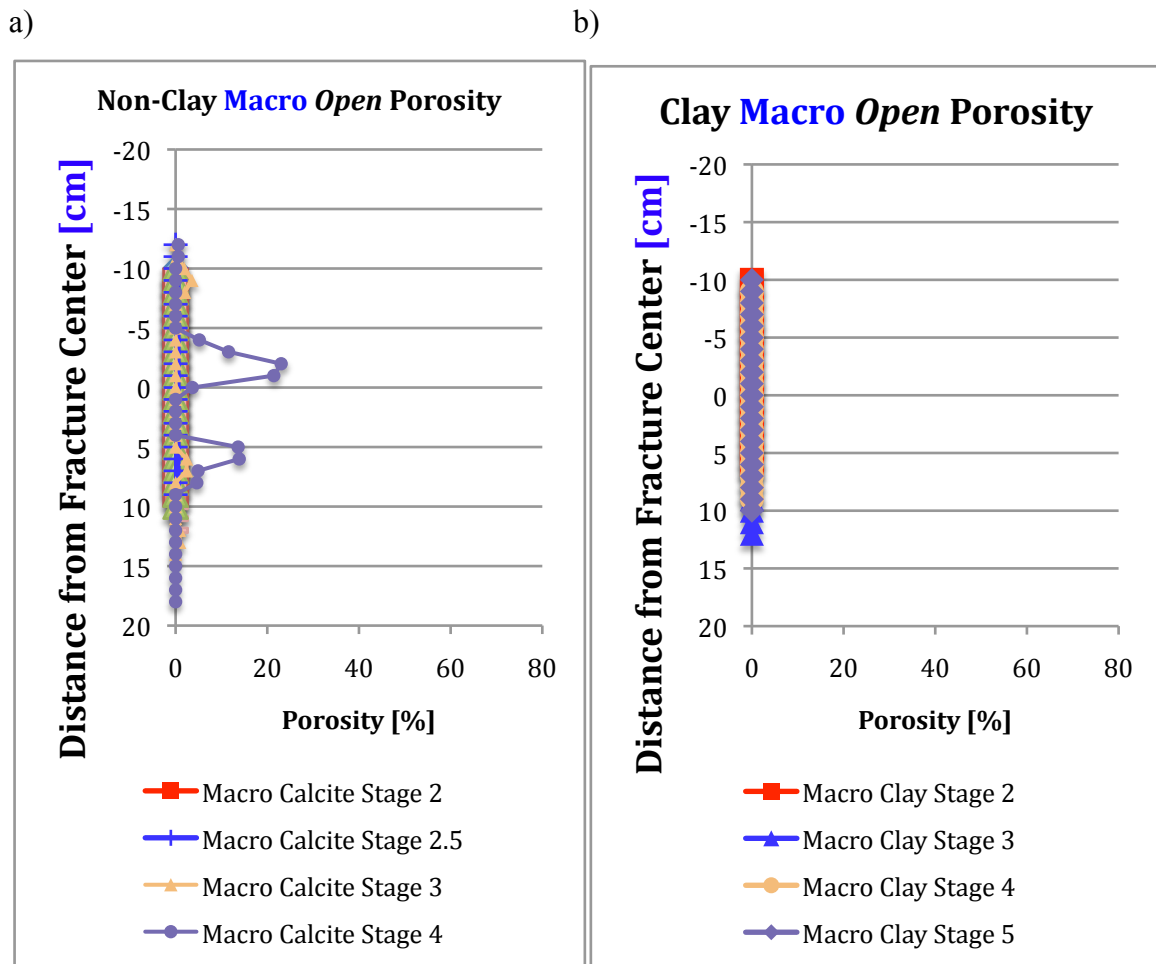 a)
b)
Non-Clay Macro Open Porosity
Distance from Fracture Center [cm]
-20
-15
-10
-5
0
5
10
15
20
0 20 40 60 80
Porosity [%]
Macro Calcite Stage 2
Macro Calcite Stage 2.5
Macro Calcite Stage 3
Macro Calcite Stage 4
Clay Macro Open Porosity
Distance from Fracture Center [cm]
-20
-15
-10
-5
0
5
10
15
20
0 20 40 60 80
Porosity [%]
Macro Clay Stage 2
Macro Clay Stage 3
Macro Clay Stage 4
Macro Clay Stage 5